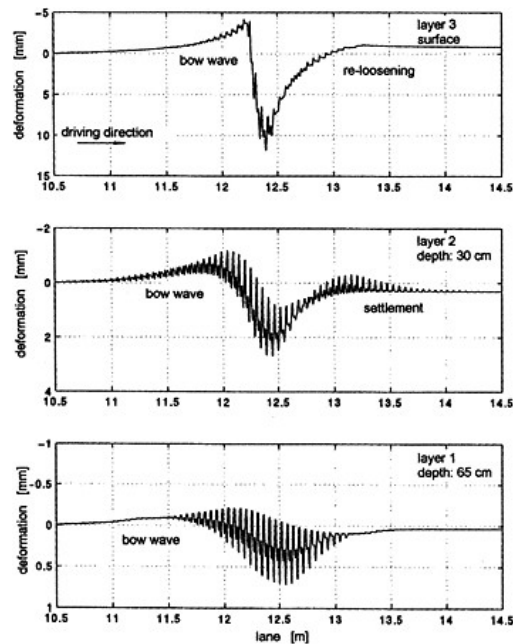 -5
0
5
10
15
deformation [mm]
layer 3
surface
bow wave
re-loosening
driving direction
10.5 11 11.5 12 12.5 13 13.5 14 14.5
-2
0
2
4
deformation [mm]
layer 2
depth: 30 cm
bow wave
settlement
10.5 11 11.5 12 12.5 13 13.5 14 14.5
-1
-0.5
0
0.5
1
deformation [mm]
layer 1
depth: 65 cm
bow wave
10.5 11 11.5 12 12.5 13 13.5 14 14.5
lane [m]